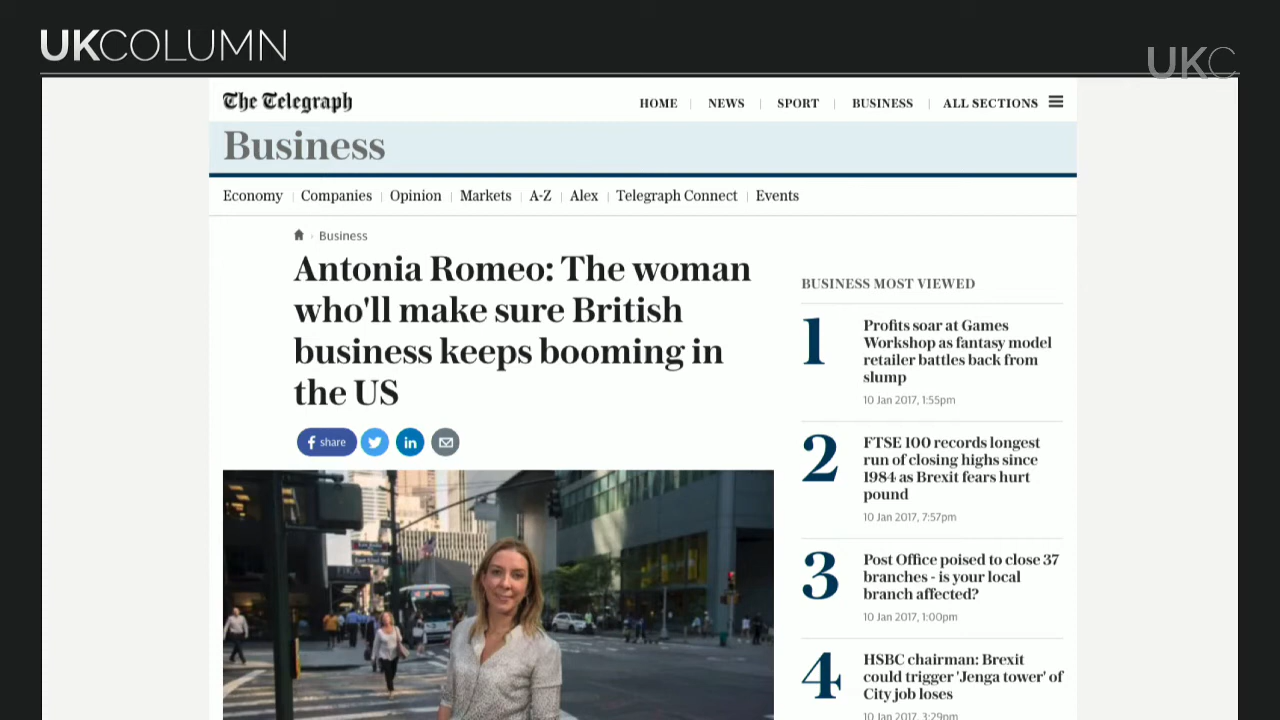 UKCOLUMN
UKC
The Telegraph
HOME NEWS SPORT BUSINESS ALL SECTIONS
Business
Economy Companies Opinion Markets A-Z Alex Telegraph Connect Events
Business
Antonia Romeo: The woman
who'll make sure British
business keeps booming in
the US
share
BUSINESS MOST VIEWED
1
Profits soar at Games
Workshop as fantasy model
retailer battles back from
slump
10 Jan 2017, 1:55pm
2
FTSE 100 records longest
run of closing highs since
1984 as Brexit fears hurt
pound
10 Jan 2017, 7:57pm
3
Post Office poised to close 37
branches - is your local
branch affected?
10 Jan 2017, 1:00pm
4
HSBC chairman: Brexit
could trigger 'Jenga tower' of
City job loses
10 Jan 2017, 3:29pm